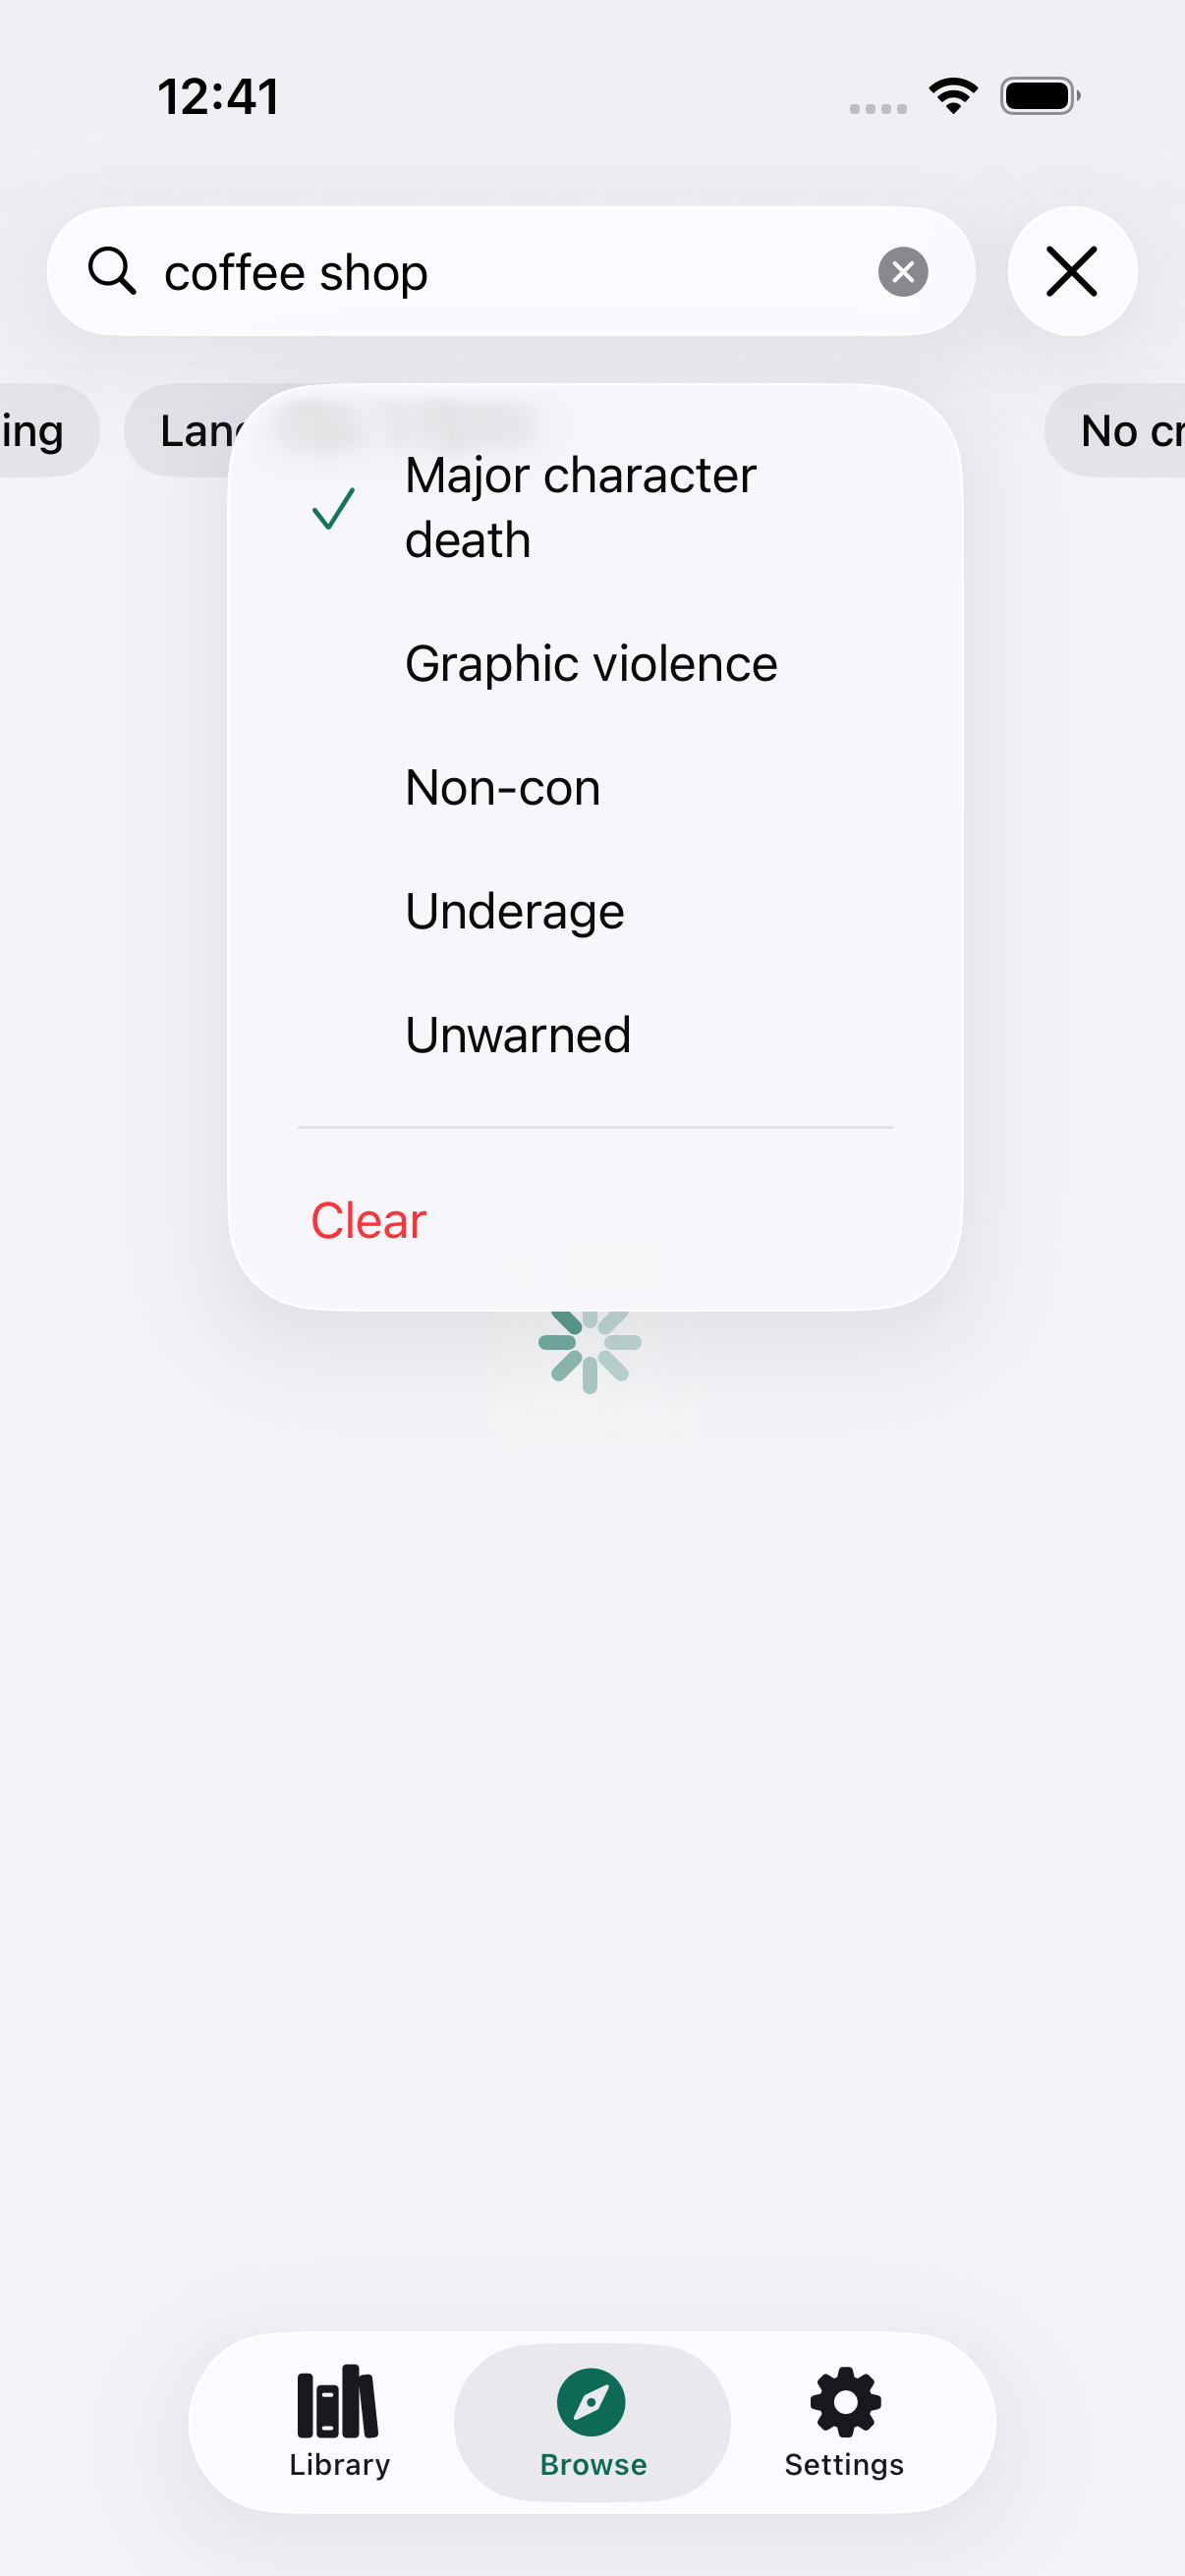 12:41
coffee shop
ing
Lang
No cr
Major character
death
Graphic violence
Non-con
Underage
Unwarned
Clear
Library
Browse
Settings